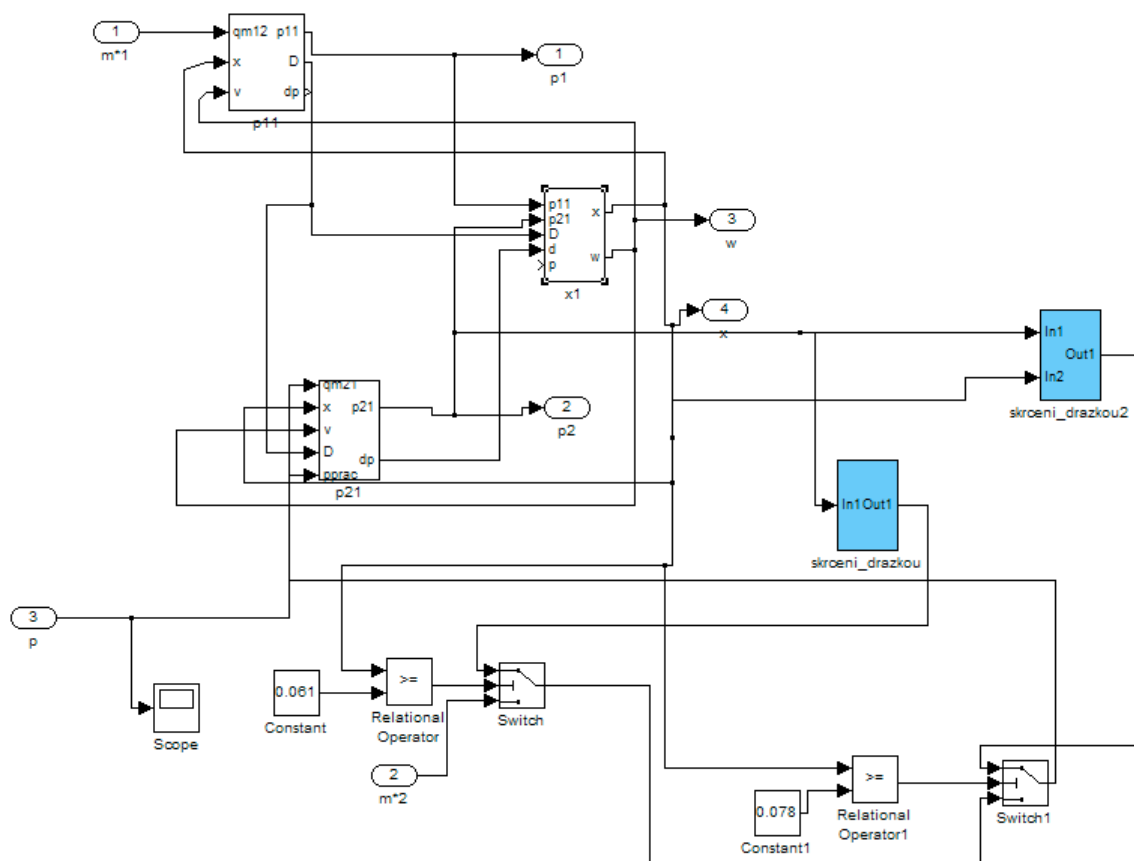 1
m*1
qm12 p11
x D
v dp
p11
1
p1
p11 x
p21
D
d w
p
x1
3
w
4
x
In1
Out1
In2
skrceni_drazkou2
qm21
x p21
v
D dp
pprac
p21
2
p2
In1 Out1
skrceni_drazkou
3
p
Scope
0.061
Constant
>=
Relational
Operator
Switch
2
m*2
0.078
Constant1
>=
Relational
Operator1
Switch1